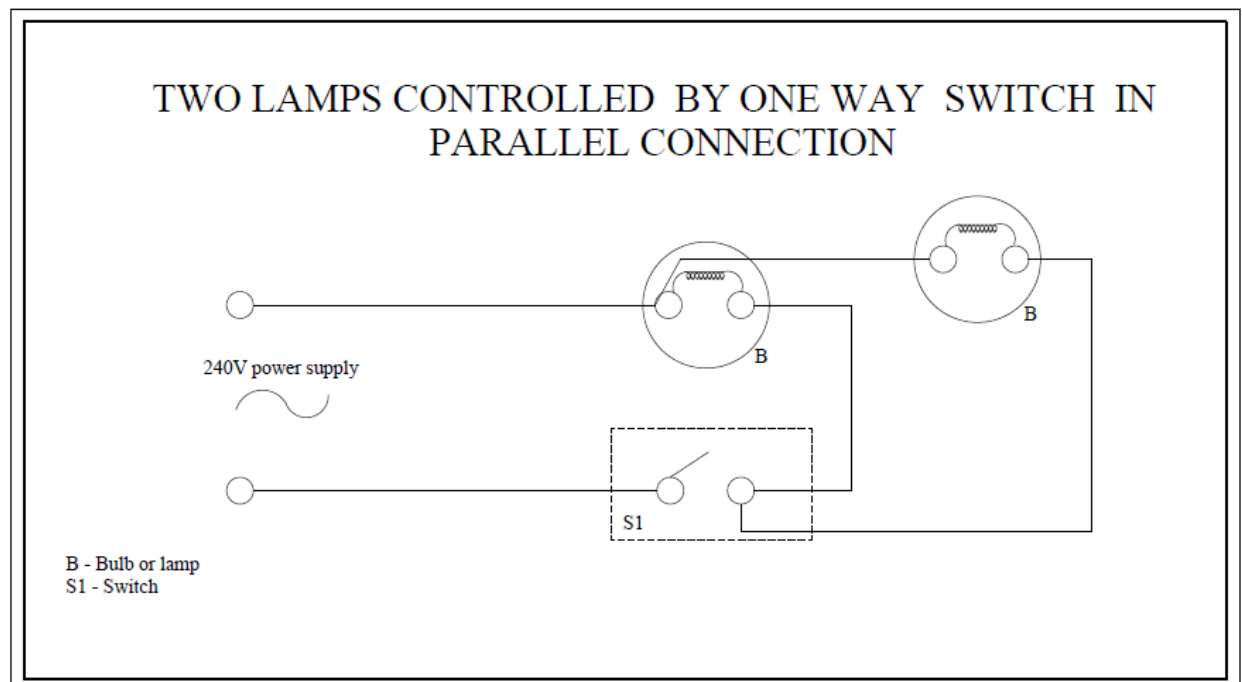 TWO LAMPS CONTROLLED BY ONE WAY SWITCH IN
PARALLEL CONNECTION
B
B
240V power supply
S1
B - Bulb or lamp
S1 - Switch